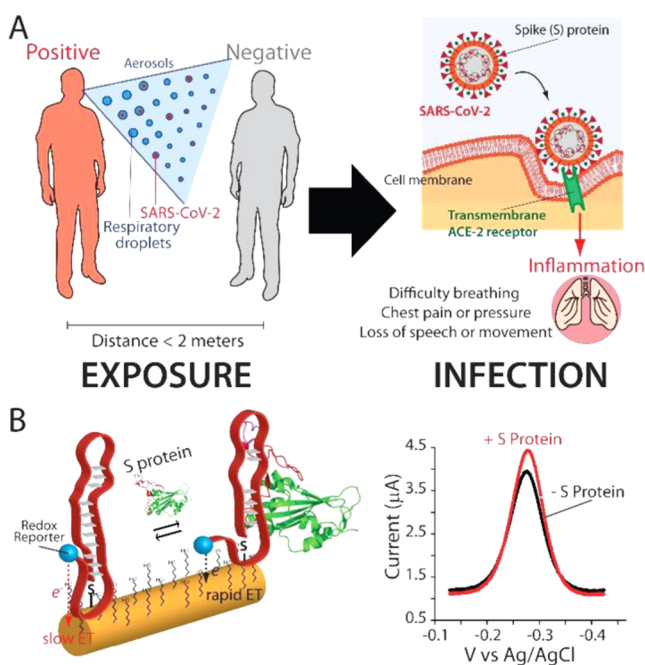 A
Positive
Negative
Aerosols
SARS-CoV-2
Respiratory
droplets
Distance < 2 meters
EXPOSURE
Spike (S) protein
SARS-CoV-2
Cell membrane
Transmembrane
ACE-2 receptor
Inflammation
Difficulty breathing
Chest pain or pressure
Loss of speech or movement
INFECTION
B
S protein
Redox
Reporter
S
S
e⁻
e⁻
slow ET
rapid ET
+ S Protein
- S Protein
Current (μA)
4.5
3.5
2.5
1.5
0.5
-0.1
-0.2
-0.3
-0.4
V vs Ag/AgCl